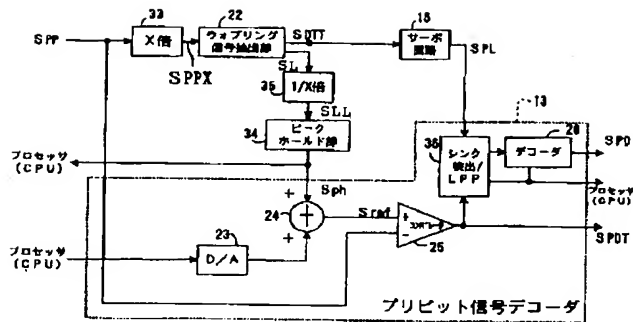 33
22
SPP
X倍
ウォブリング
信号抽出部
SDTT
サーボ
回路
SPPX
SL
SPL
35
1/X倍
SLL
13
34
ピーク
ホールド部
36
シンク
検出/
LPP
デコーダ
SPD
プロセッサ
(CPU)
Sph
プロセッサ
(CPU)
+
24
+
Sref
+
−
SPDT
25
プロセッサ
(CPU)
23
D/A
プリピット信号デコーダ